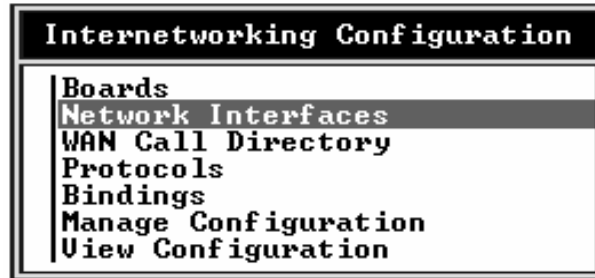 Internetworking Configuration
Boards
Network Interfaces
WAN Call Directory
Protocols
Bindings
Manage Configuration
View Configuration